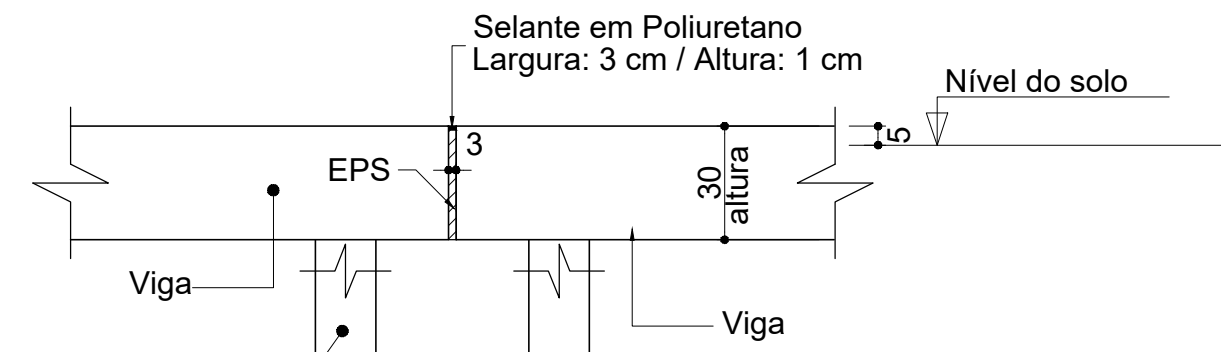 Selante em Poliuretano
Largura: 3 cm / Altura: 1 cm
Nível do solo
3
5
EPS
30
altura
Viga
Viga